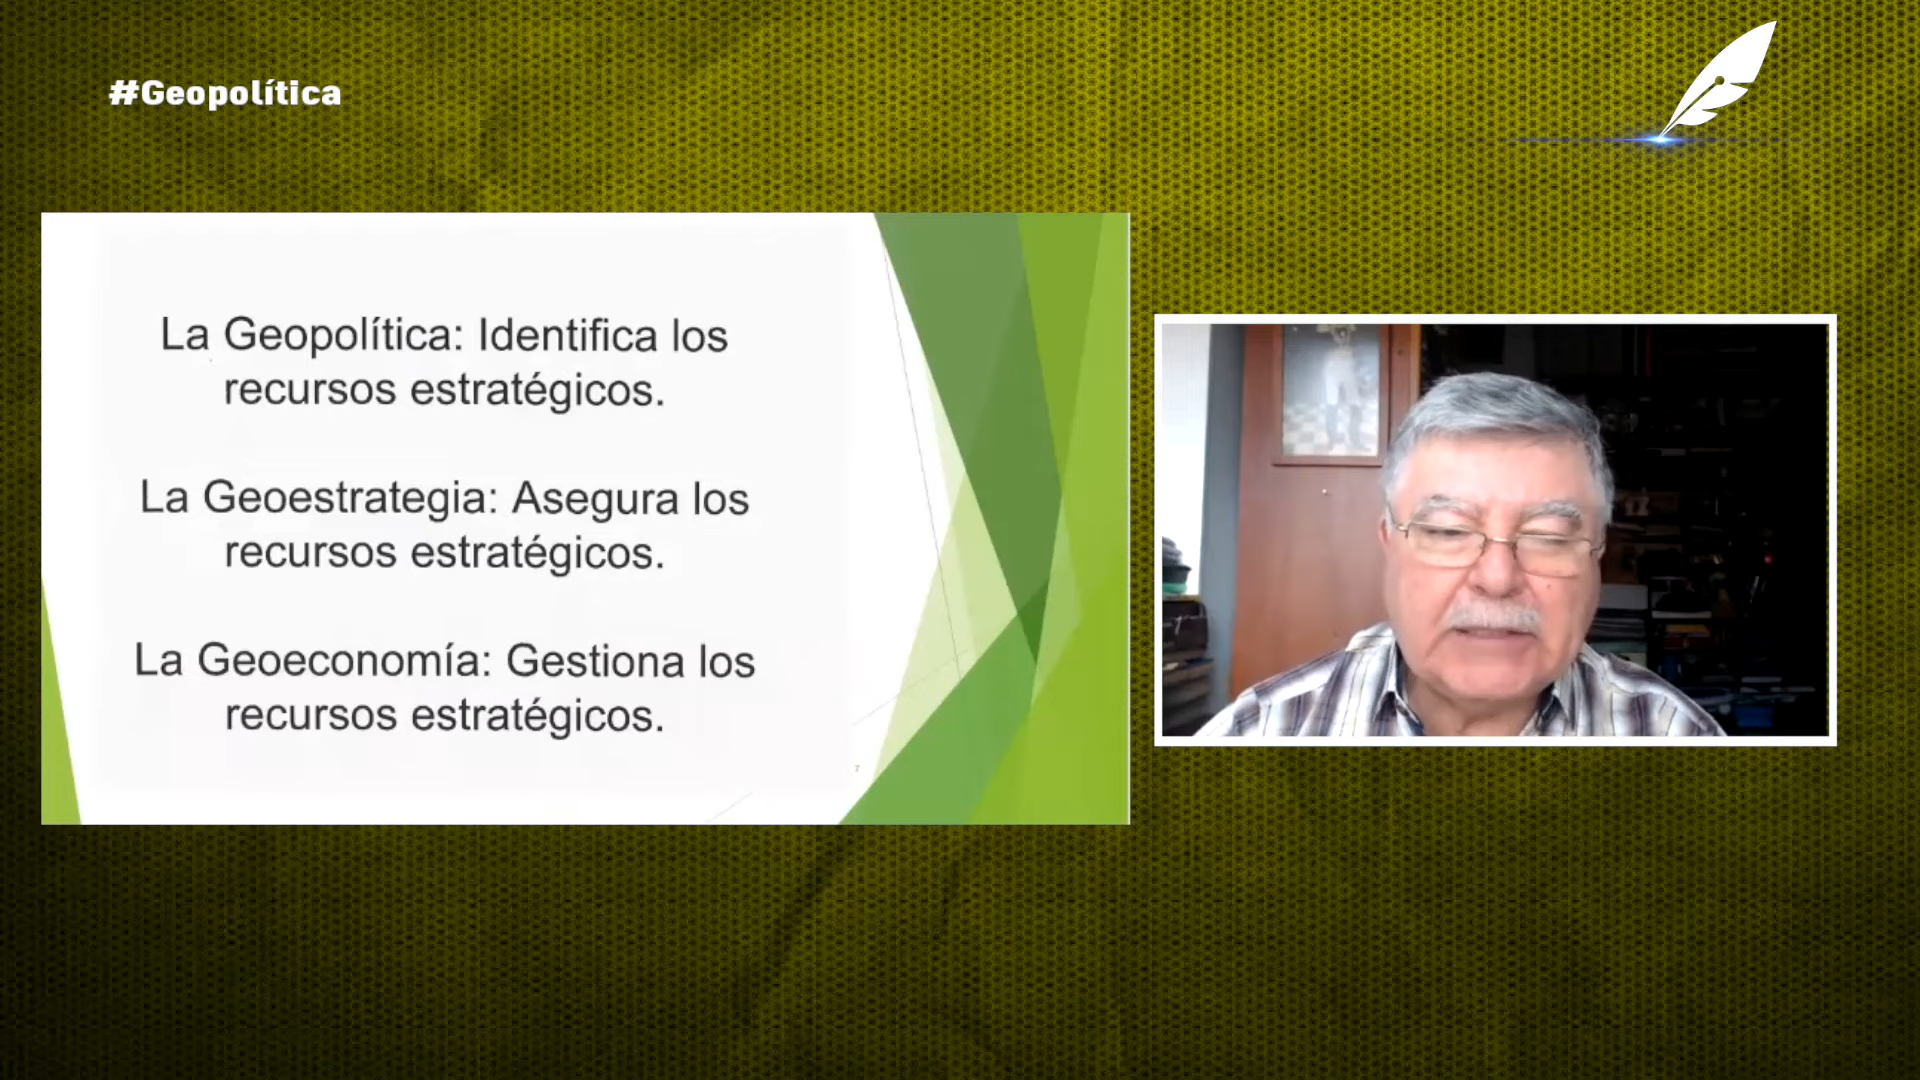 #Geopolítica
La Geopolítica: Identifica los
recursos estratégicos.
La Geoestrategia: Asegura los
recursos estratégicos.
La Geoeconomía: Gestiona los
recursos estratégicos.
7